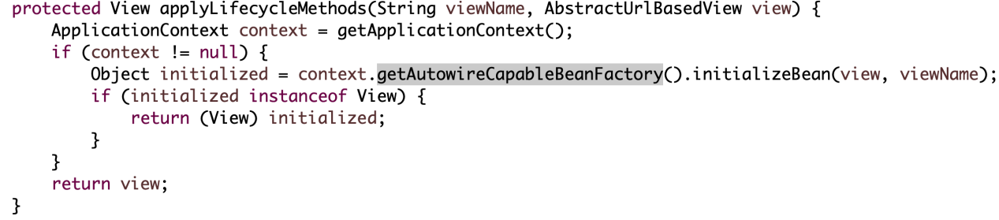 protected View applyLifecycleMethods(String viewName, AbstractUrlBasedView view) {
    ApplicationContext context = getApplicationContext();
    if (context != null) {
        Object initialized = context.getAutowireCapableBeanFactory().initializeBean(view, viewName);
        if (initialized instanceof View) {
            return (View) initialized;
        }
    }
    return view;
}